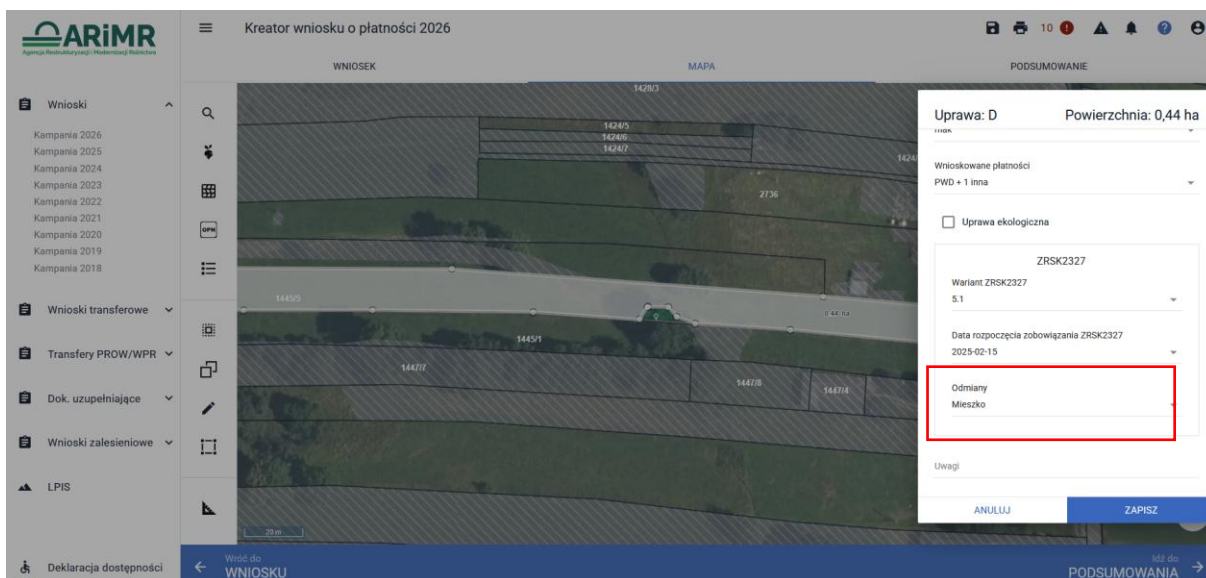 ARiMR
Agencja Restrukturyzacji i Modernizacji Rolnictwa
Kreator wniosku o płatności 2026
10
WNIOSEK
MAPA
PODSUMOWANIE
Wnioski
Kampania 2026
Kampania 2025
Kampania 2024
Kampania 2023
Kampania 2022
Kampania 2021
Kampania 2020
Kampania 2019
Kampania 2018
Wnioski transferowe
Transfery PROW/WPR
Dok. uzupełniające
Wnioski zalesieniowe
LPIS
Deklaracja dostępności
OPN
1428/3
1424/5
1424/6
1424/7
1424/
2736
1445/5
0,44 ha
1445/1
1447/7
1447/8
1447/4
20 m
Uprawa: D
Powierzchnia: 0,44 ha
mak
Wnioskowane płatności
PWD + 1 inna
Uprawa ekologiczna
ZRSK2327
Wariant ZRSK2327
5.1
Data rozpoczęcia zobowiązania ZRSK2327
2025-02-15
Odmiany
Mieszko
Uwagi
ANULUJ
ZAPISZ
Wróć do
WNIOSKU
Idź do
PODSUMOWANIA